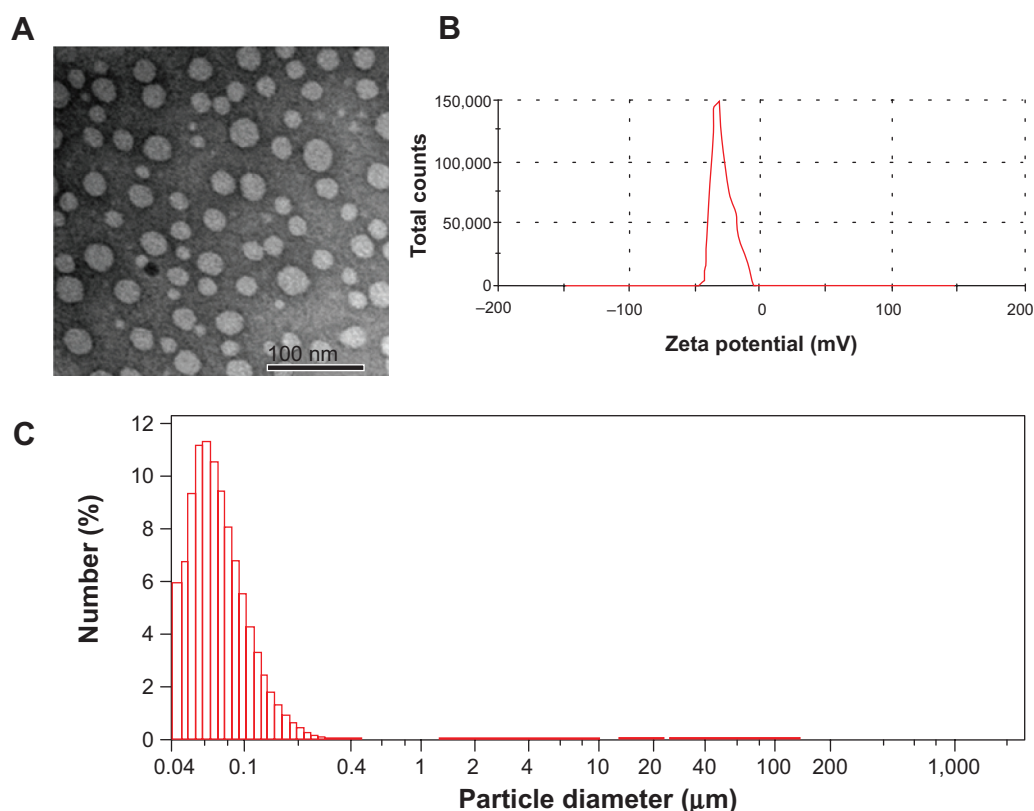 A
100 nm
B
Total counts
150,000
100,000
50,000
0
–200
–100
0
100
200
Zeta potential (mV)
C
Number (%)
12
10
8
6
4
2
0
0.04 0.1 0.4 1 2 4 10 20 40 100 200 1,000
Particle diameter (μm)